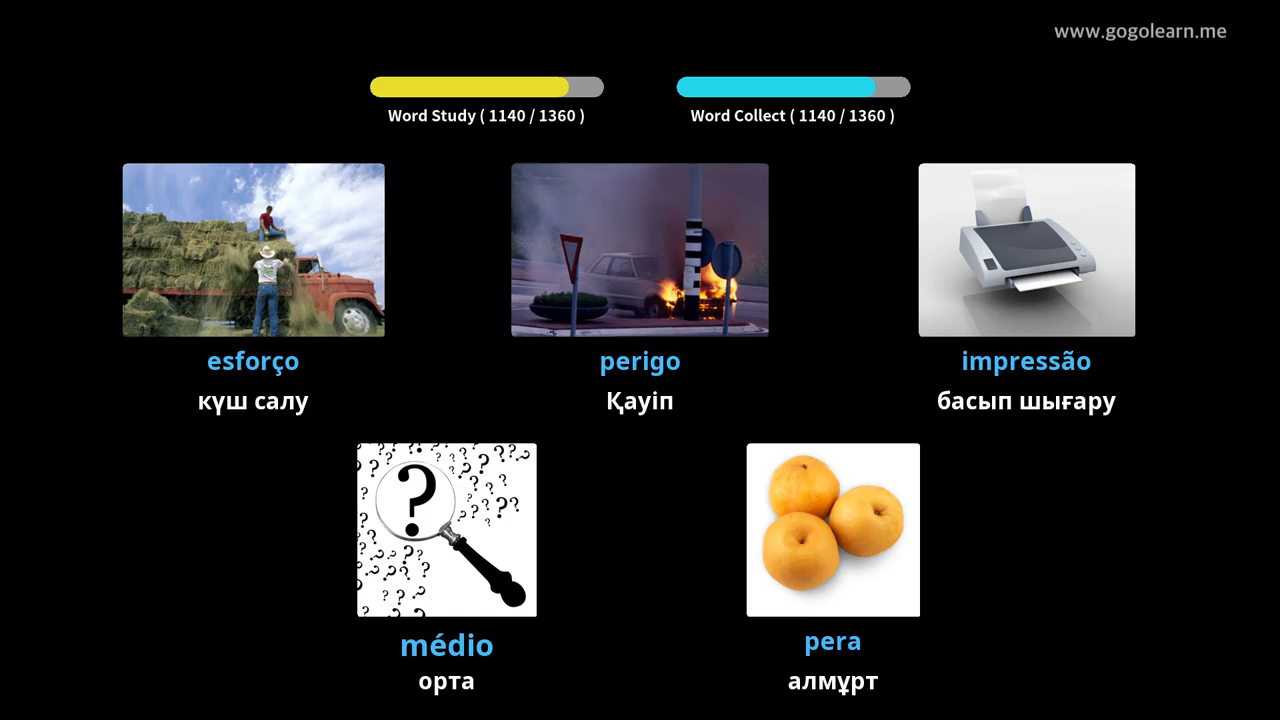 www.gogolearn.me
Word Study ( 1140 / 1360 )
Word Collect ( 1140 / 1360 )
esforço
күш салу
perigo
Қауіп
impressão
басып шығару
médio
орта
pera
алмұрт